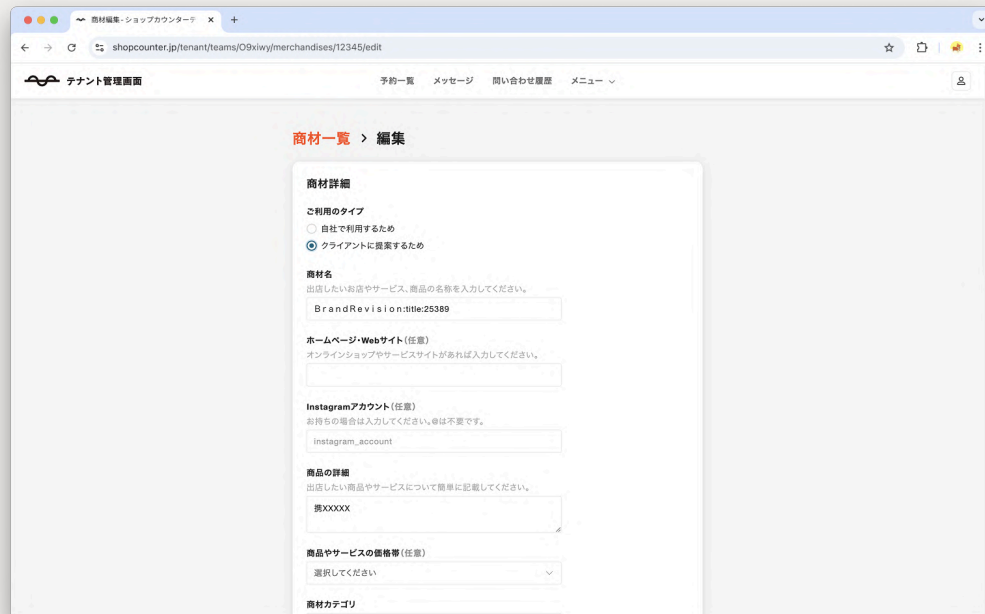 商材編集 - ショップカウンターテ
shopcounter.jp/tenant/teams/O9xiwy/merchandises/12345/edit
テナント管理画面 予約一覧 メッセージ 問い合わせ履歴 メニュー
商材一覧 > 編集
商材詳細
ご利用のタイプ
自社で利用するため
クライアントに提案するため
商材名
出店したいお店やサービス、商品の名称を入力してください。
ＢｒａｎｄＲｅｖｉｓｉｏｎ:title:25389
ホームページ・Webサイト(任意)
オンラインショップやサービスサイトがあれば入力してください。
Instagramアカウント(任意)
お持ちの場合は入力してください。@は不要です。
instagram_account
商品の詳細
出店したい商品やサービスについて簡単に記載してください。
携XXXXX
商品やサービスの価格帯(任意)
選択してください
商材カテゴリ